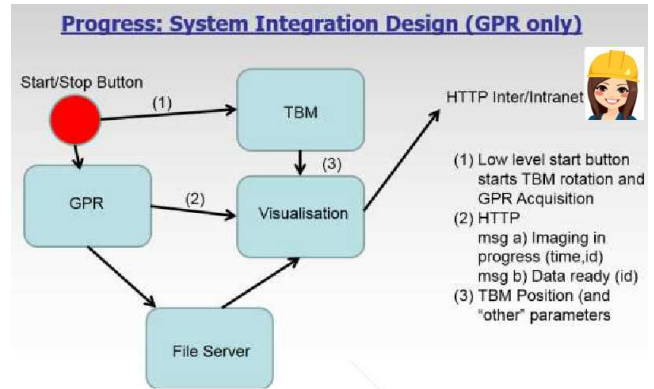 Progress: System Integration Design (GPR only)
Start/Stop Button
(1)
TBM
HTTP Inter/Intranet
(3)
GPR
(2)
Visualisation
File Server
(1) Low level start button
starts TBM rotation and
GPR Acquisition
(2) HTTP
msg a) Imaging in
progress (time,id)
msg b) Data ready (id)
(3) TBM Position (and
“other” parameters